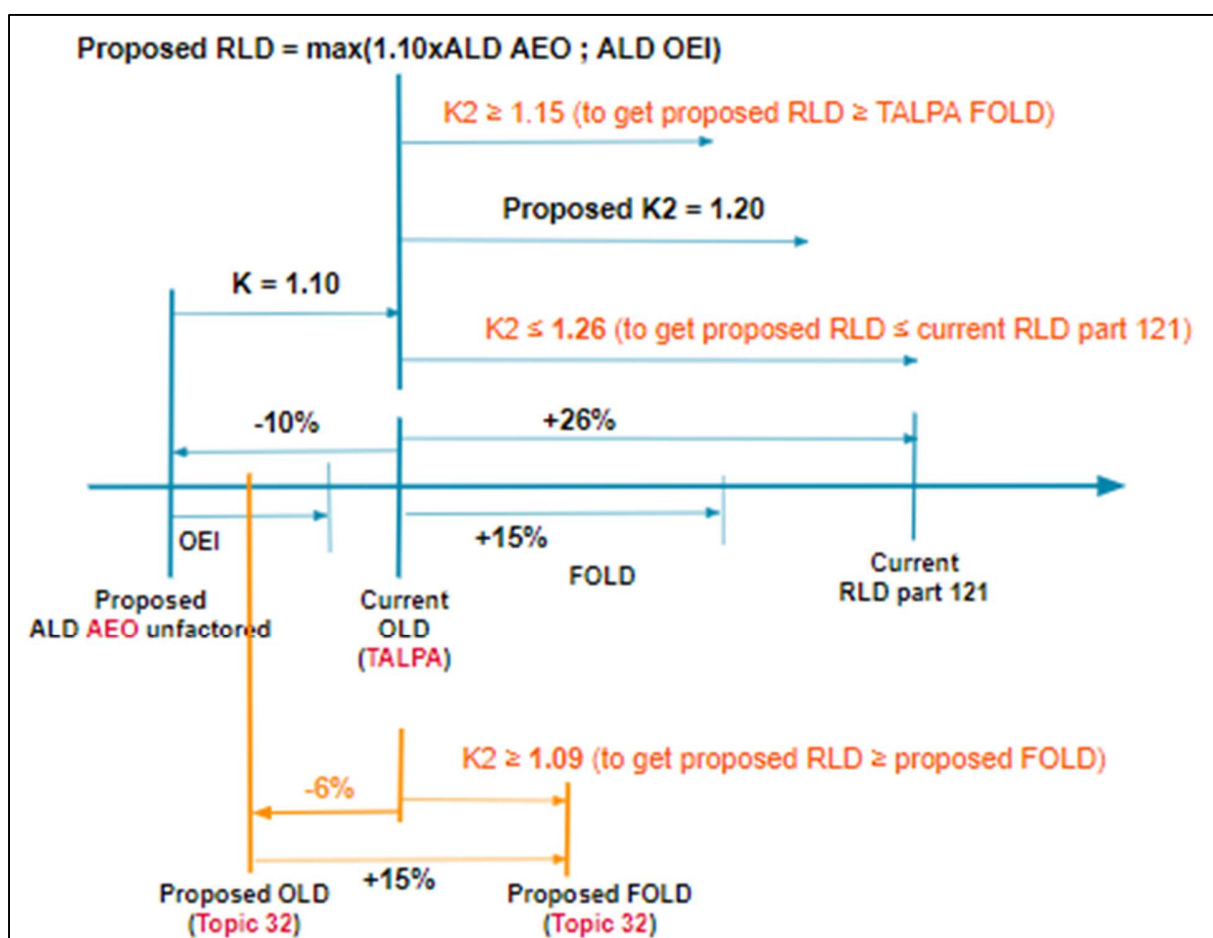 Proposed RLD = max(1.10xALD AEO ; ALD OEI)
K2 ≥ 1.15 (to get proposed RLD ≥ TALPA FOLD)
Proposed K2 = 1.20
K = 1.10
K2 ≤ 1.26 (to get proposed RLD ≤ current RLD part 121)
-10%
+26%
OEI
+15%
FOLD
Proposed
ALD AEO unfactored
Current
OLD
(TALPA)
Current
RLD part 121
K2 ≥ 1.09 (to get proposed RLD ≥ proposed FOLD)
-6%
+15%
Proposed OLD
(Topic 32)
Proposed FOLD
(Topic 32)